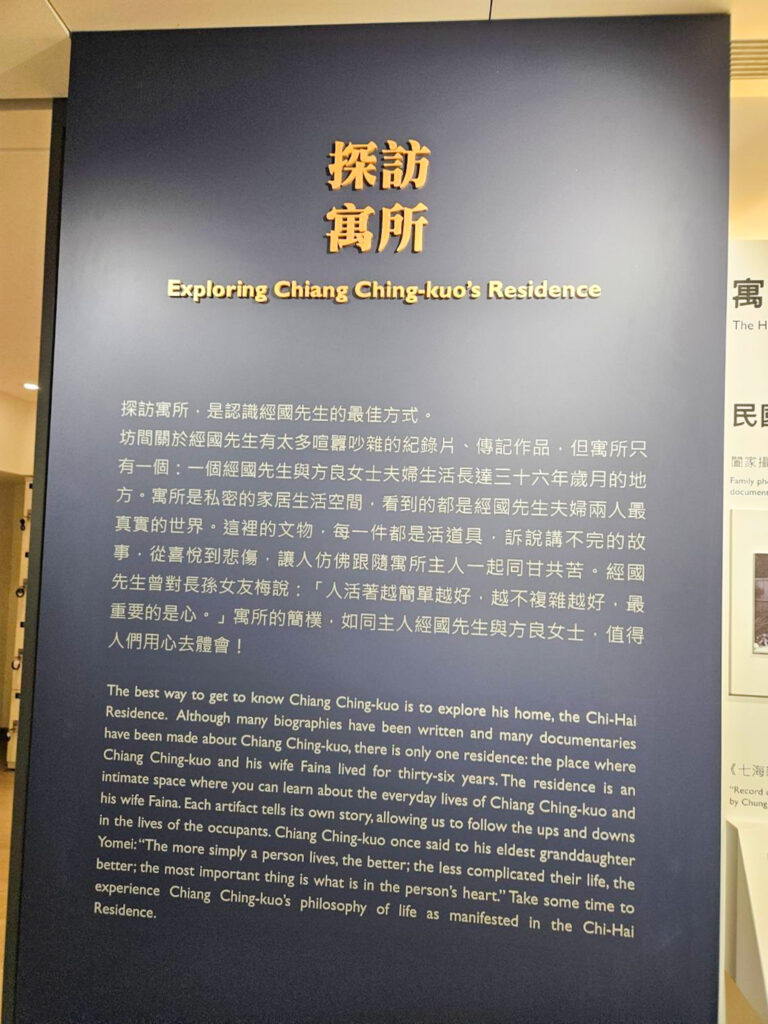 探訪
寓所
Exploring Chiang Ching-kuo's Residence
探訪寓所，是認識經國先生的最佳方式。
坊間關於經國先生有太多喧囂吵雜的紀錄片、傳記作品，但寓所只
有一個：一個經國先生與方良女士夫婦生活長達三十六年歲月的地
方。寓所是私密的家居生活空間，看到的都是經國先生夫婦兩人最
真實的世界。這裡的文物，每一件都是活道具，訴說講不完的故
事，從喜悅到悲傷，讓人仿佛跟隨寓所主人一起同甘共苦。經國
先生曾對長孫女友梅說：「人活著越簡單越好，越不複雜越好，最
重要的是心。」寓所的簡樸，如同主人經國先生與方良女士，值得
人們用心去體會！
The best way to get to know Chiang Ching-kuo is to explore his home, the Chi-Hai
Residence. Although many biographies have been written and many documentaries
have been made about Chiang Ching-kuo, there is only one residence: the place where
Chiang Ching-kuo and his wife Faina lived for thirty-six years. The residence is an
intimate space where you can learn about the everyday lives of Chiang Ching-kuo and
his wife Faina. Each artifact tells its own story, allowing us to follow the ups and downs
in the lives of the occupants. Chiang Ching-kuo once said to his eldest granddaughter
Yomei: "The more simply a person lives, the better; the less complicated their life, the
better; the most important thing is what is in the person's heart." Take some time to
experience Chiang Ching-kuo's philosophy of life as manifested in the Chi-Hai
Residence.
寓
The H
民國
闔家攝
Family ph
document
《七海
"Record
by Chung